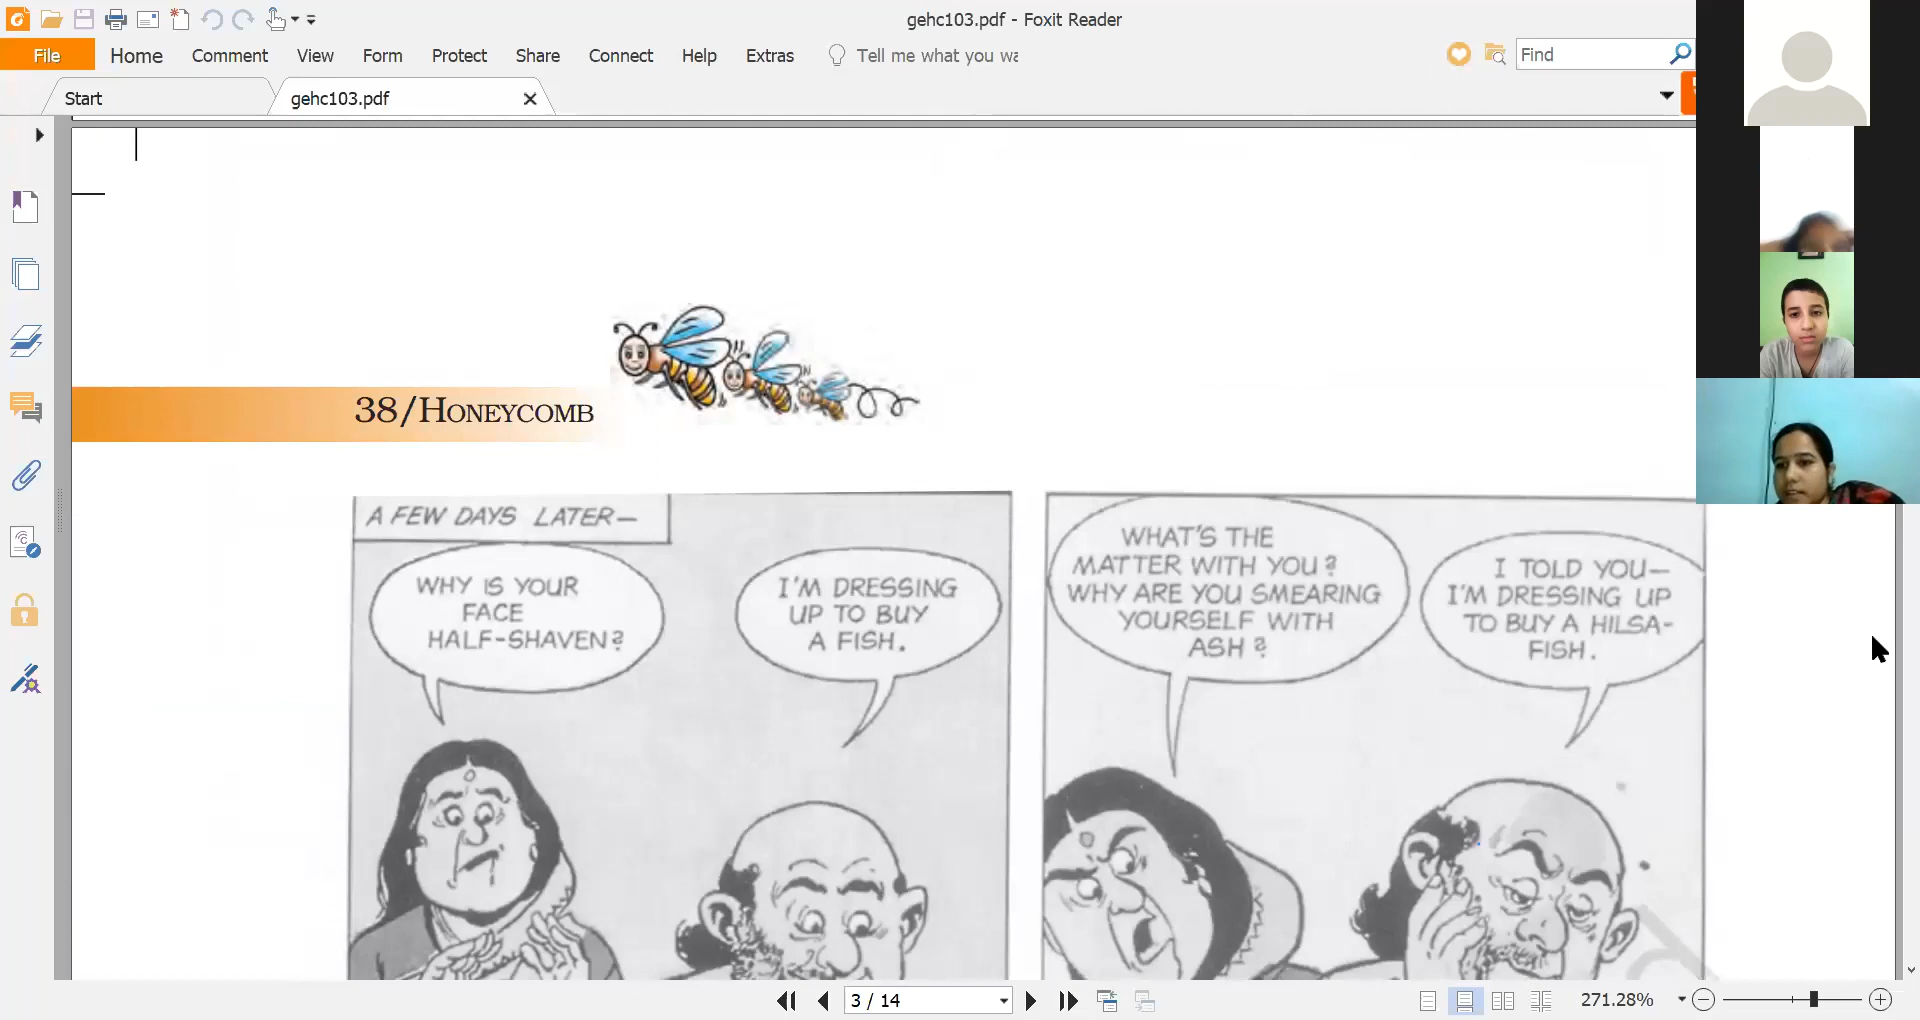 gehc103.pdf - Foxit Reader
File Home Comment View Form Protect Share Connect Help Extras Tell me what you wa Find
Start gehc103.pdf
38/HONEYCOMB
A FEW DAYS LATER—
WHY IS YOUR
FACE
HALF-SHAVEN?
I'M DRESSING
UP TO BUY
A FISH.
WHAT'S THE
MATTER WITH YOU?
WHY ARE YOU SMEARING
YOURSELF WITH
ASH?
I TOLD YOU—
I'M DRESSING UP
TO BUY A HILSA-
FISH.
3 / 14
271.28%